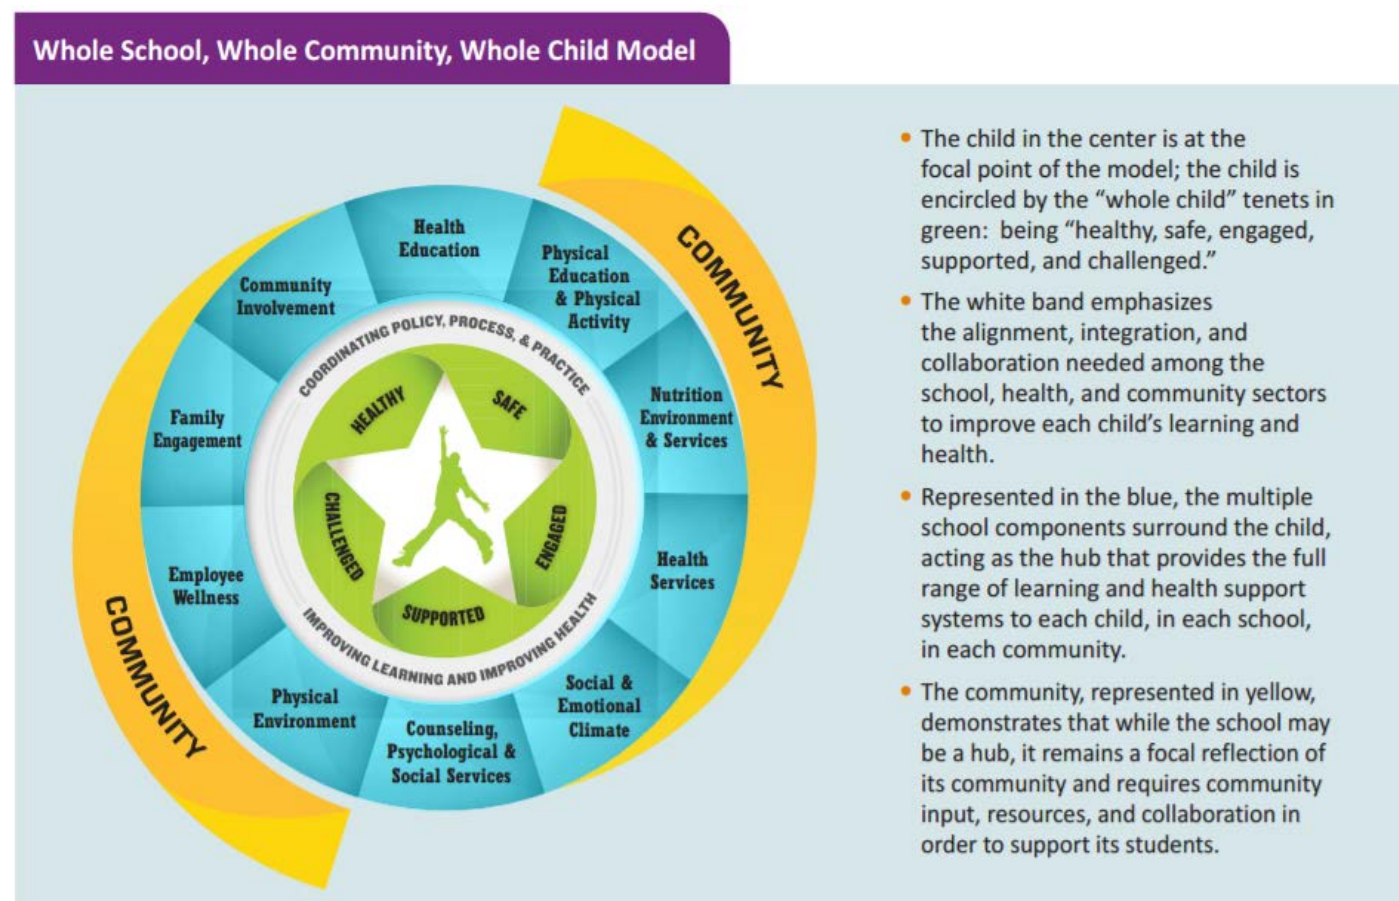 Whole School, Whole Community, Whole Child Model
COMMUNITY
Health
Education
Physical
Education
& Physical
Activity
Nutrition
Environment
& Services
Health
Services
Social &
Emotional
Climate
Counseling,
Psychological &
Social Services
Physical
Environment
Employee
Wellness
Family
Engagement
Community
Involvement
COORDINATING POLICY, PROCESS, & PRACTICE
IMPROVING LEARNING AND IMPROVING HEALTH
HEALTHY
SAFE
ENGAGED
SUPPORTED
CHALLENGED
COMMUNITY
• The child in the center is at the
focal point of the model; the child is
encircled by the “whole child” tenets in
green: being “healthy, safe, engaged,
supported, and challenged.”
• The white band emphasizes
the alignment, integration, and
collaboration needed among the
school, health, and community sectors
to improve each child’s learning and
health.
• Represented in the blue, the multiple
school components surround the child,
acting as the hub that provides the full
range of learning and health support
systems to each child, in each school,
in each community.
• The community, represented in yellow,
demonstrates that while the school may
be a hub, it remains a focal reflection of
its community and requires community
input, resources, and collaboration in
order to support its students.